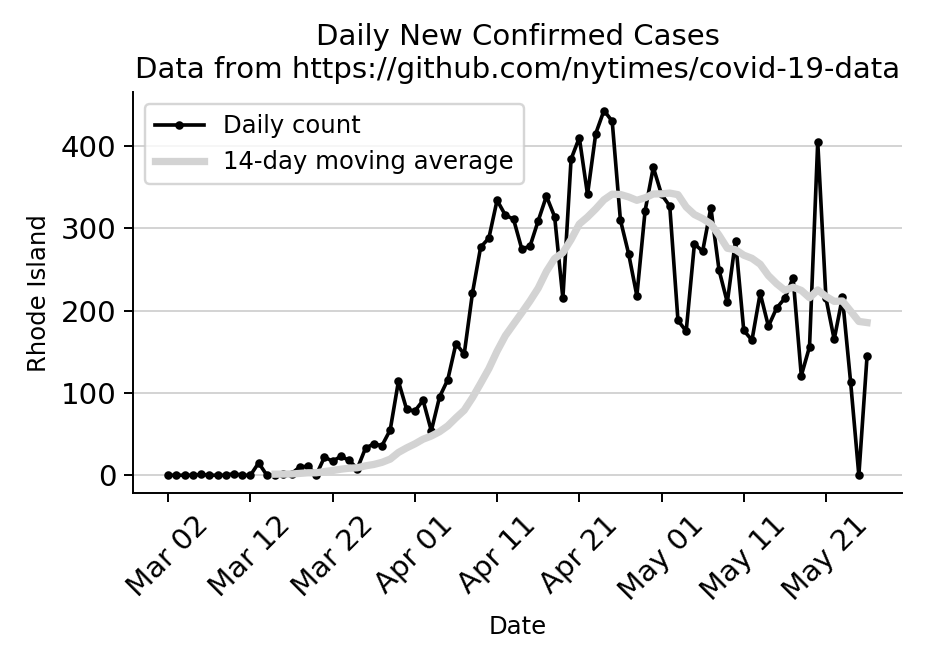 Daily New Confirmed Cases
Data from https://github.com/nytimes/covid-19-data
Daily count
14-day moving average
400
300
200
100
0
Rhode Island
Mar 02
Mar 12
Mar 22
Apr 01
Apr 11
Apr 21
May 01
May 11
May 21
Date